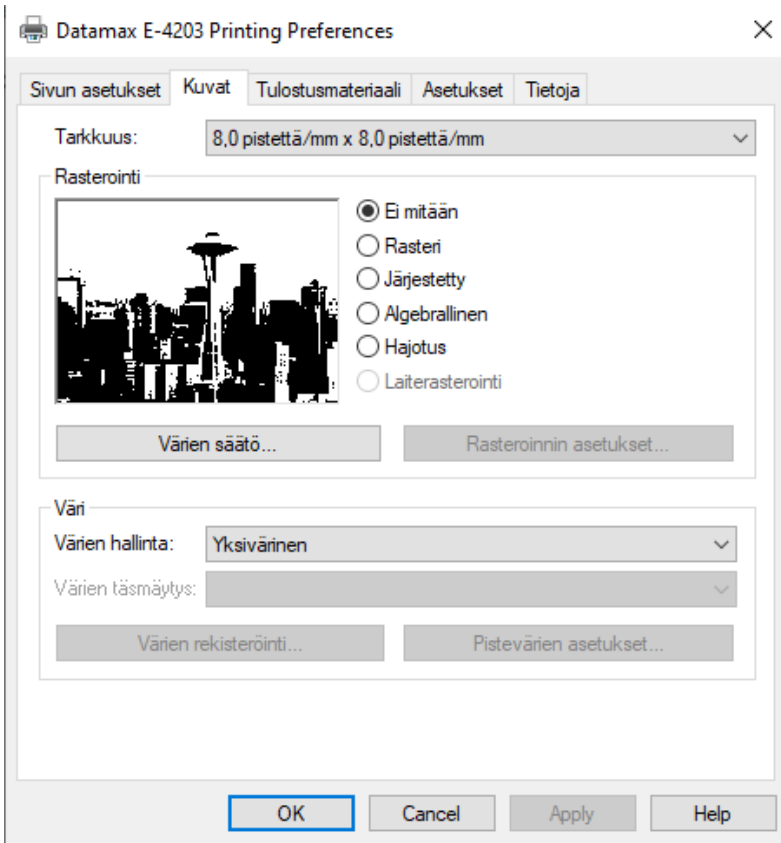 Datamax E-4203 Printing Preferences
Sivun asetukset Kuvat Tulostusmateriaali Asetukset Tietoja
Tarkkuus: 8,0 pistettä/mm x 8,0 pistettä/mm
Rasterointi
Ei mitään
Rasteri
Järjestetty
Algebrallinen
Hajotus
Laiterasterointi
Värien säätö... Rasteroinnin asetukset...
Väri
Värien hallinta: Yksivärinen
Värien täsmäytys:
Värien rekisteröinti... Pistevärien asetukset...
OK Cancel Apply Help